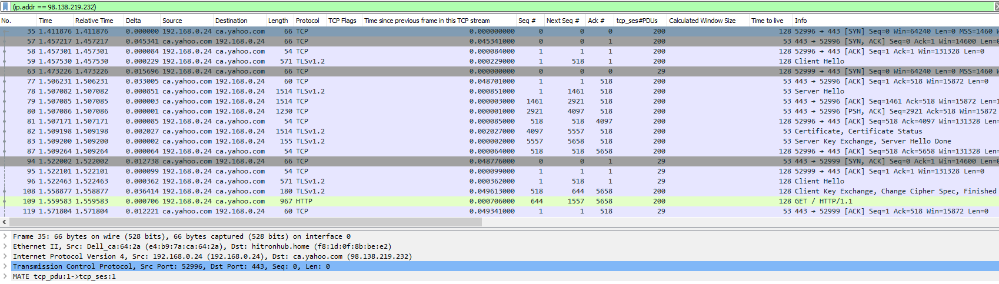 (ip.addr == 98.138.219.232)
No. Time Relative Time Delta Source Destination Length Protocol TCP Flags Time since previous frame in this TCP stream Seq # Next Seq # Ack # tcp_ses#PDUs Calculated Window Size Time to live Info
35 1.411876 1.411876 0.000000 192.168.0.24 ca.yahoo.com 66 TCP 0.000000000 0 0 0 200 128 52996 → 443 [SYN] Seq=0 Win=64240 Len=0 MSS=1460 W
57 1.457217 1.457217 0.045341 ca.yahoo.com 192.168.0.24 66 TCP 0.045341000 0 0 1 200 53 443 → 52996 [SYN, ACK] Seq=0 Ack=1 Win=14600 Len=0
58 1.457301 1.457301 0.000084 192.168.0.24 ca.yahoo.com 54 TCP 0.000084000 1 1 1 200 128 52996 → 443 [ACK] Seq=1 Ack=1 Win=131328 Len=0
59 1.457530 1.457530 0.000229 192.168.0.24 ca.yahoo.com 571 TLSv1.2 0.000229000 1 518 1 200 128 Client Hello
63 1.473226 1.473226 0.015696 192.168.0.24 ca.yahoo.com 66 TCP 0.000000000 0 0 0 29 128 52999 → 443 [SYN] Seq=0 Win=64240 Len=0 MSS=1460 W
77 1.506231 1.506231 0.033005 ca.yahoo.com 192.168.0.24 60 TCP 0.048701000 1 1 518 200 53 443 → 52996 [ACK] Seq=1 Ack=518 Win=15872 Len=0
78 1.507082 1.507082 0.000851 ca.yahoo.com 192.168.0.24 1514 TLSv1.2 0.000851000 1 1461 518 200 53 Server Hello
79 1.507085 1.507085 0.000003 ca.yahoo.com 192.168.0.24 1514 TCP 0.000003000 1461 2921 518 200 53 443 → 52996 [ACK] Seq=1461 Ack=518 Win=15872 Len=1
80 1.507086 1.507086 0.000001 ca.yahoo.com 192.168.0.24 1230 TCP 0.000001000 2921 4097 518 200 53 443 → 52996 [PSH, ACK] Seq=2921 Ack=518 Win=15872
81 1.507171 1.507171 0.000085 192.168.0.24 ca.yahoo.com 54 TCP 0.000085000 518 518 4097 200 128 52996 → 443 [ACK] Seq=518 Ack=4097 Win=131328 Len=0
82 1.509198 1.509198 0.002027 ca.yahoo.com 192.168.0.24 1514 TLSv1.2 0.002027000 4097 5557 518 200 53 Certificate, Certificate Status
83 1.509200 1.509200 0.000002 ca.yahoo.com 192.168.0.24 155 TLSv1.2 0.000002000 5557 5658 518 200 53 Server Key Exchange, Server Hello Done
87 1.509264 1.509264 0.000064 192.168.0.24 ca.yahoo.com 54 TCP 0.000064000 518 518 5658 200 128 52996 → 443 [ACK] Seq=518 Ack=5658 Win=131328 Len=0
94 1.522002 1.522002 0.012738 ca.yahoo.com 192.168.0.24 66 TCP 0.048776000 0 0 1 29 53 443 → 52999 [SYN, ACK] Seq=0 Ack=1 Win=14600 Len=0
95 1.522101 1.522101 0.000099 192.168.0.24 ca.yahoo.com 54 TCP 0.000099000 1 1 1 29 128 52999 → 443 [ACK] Seq=1 Ack=1 Win=131328 Len=0
96 1.522463 1.522463 0.000362 192.168.0.24 ca.yahoo.com 571 TLSv1.2 0.000362000 1 518 1 29 128 Client Hello
108 1.558877 1.558877 0.036414 192.168.0.24 ca.yahoo.com 180 TLSv1.2 0.049613000 518 644 5658 200 128 Client Key Exchange, Change Cipher Spec, Finished
109 1.559583 1.559583 0.000706 192.168.0.24 ca.yahoo.com 967 HTTP 0.000706000 644 1557 5658 200 128 GET / HTTP/1.1
119 1.571804 1.571804 0.012221 ca.yahoo.com 192.168.0.24 60 TCP 0.049341000 1 1 518 29 53 443 → 52999 [ACK] Seq=1 Ack=518 Win=15872 Len=0
Frame 35: 66 bytes on wire (528 bits), 66 bytes captured (528 bits) on interface 0
Ethernet II, Src: Dell_ca:64:2a (e4:b9:7a:ca:64:2a), Dst: hitronhub.home (f8:1d:0f:8b:be:e2)
Internet Protocol Version 4, Src: 192.168.0.24 (192.168.0.24), Dst: ca.yahoo.com (98.138.219.232)
Transmission Control Protocol, Src Port: 52996, Dst Port: 443, Seq: 0, Len: 0
MATE tcp_pdu:1->tcp_ses:1